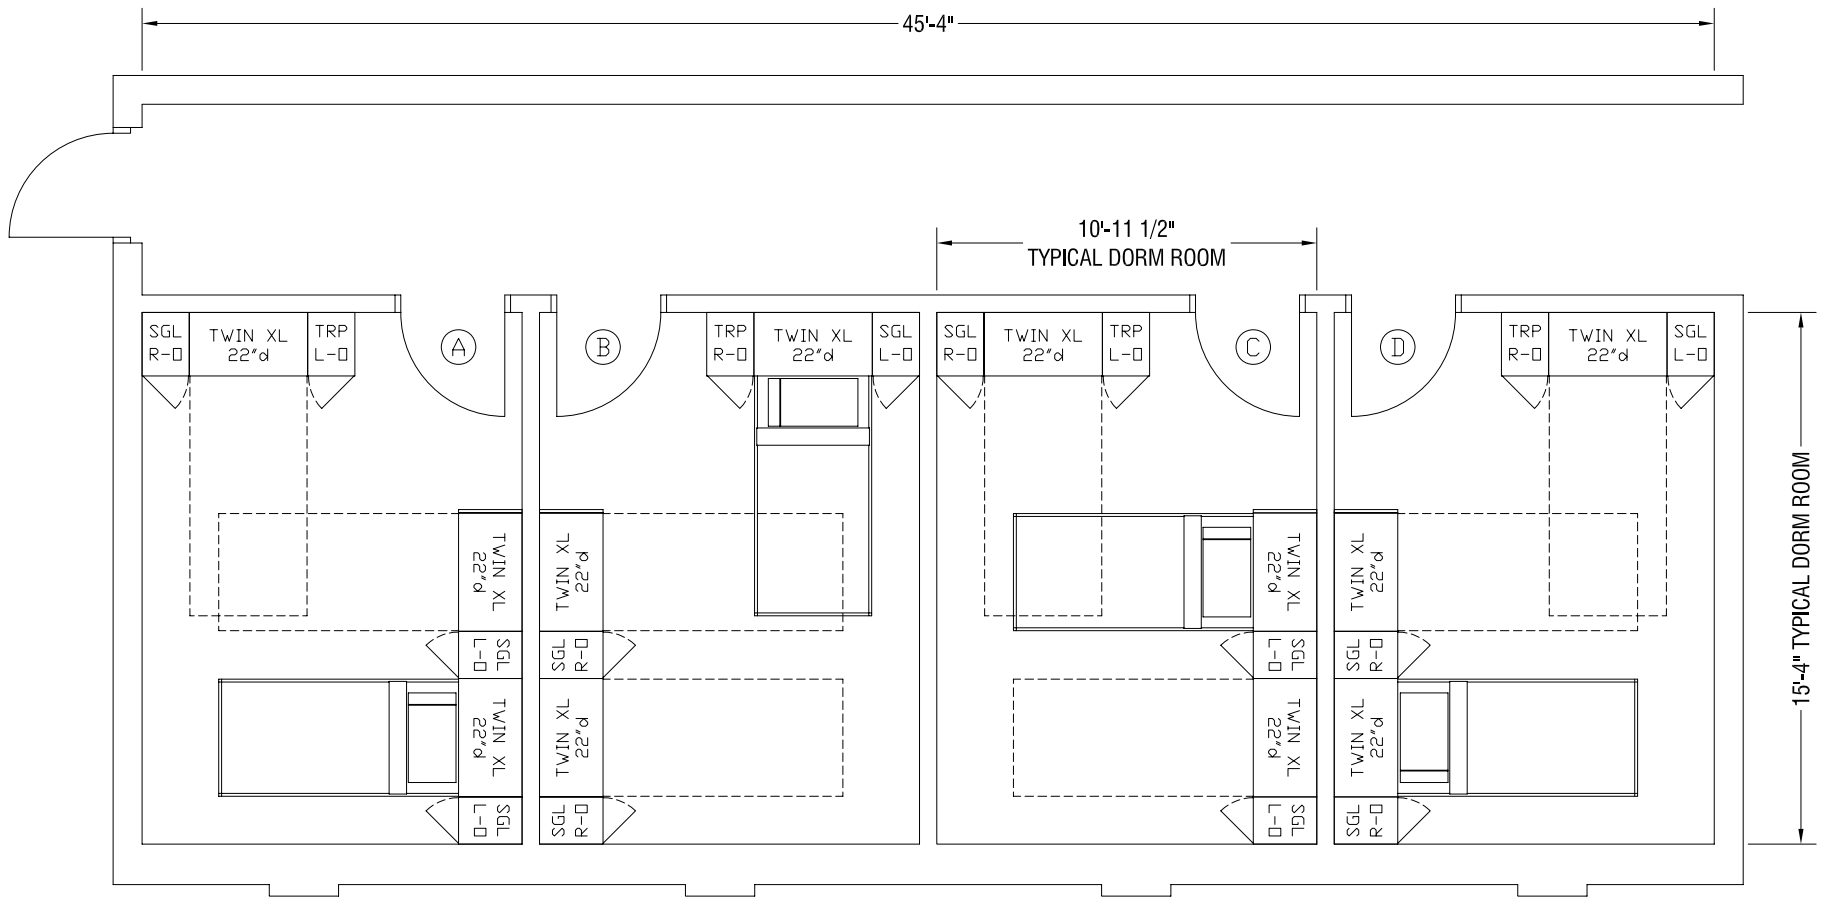 45'-4"
10'-11 1/2"
TYPICAL DORM ROOM
SGL
R-O
TWIN XL
22"d
TRP
L-O
A
B
TRP
R-O
TWIN XL
22"d
SGL
L-O
SGL
R-O
TWIN XL
22"d
TRP
L-O
C
D
TRP
R-O
TWIN XL
22"d
SGL
L-O
15'-4" TYPICAL DORM ROOM
TWIN XL
22"d
TWIN XL
22"d
TWIN XL
22"d
TWIN XL
22"d
SGL
L-O
SGL
R-O
SGL
L-O
SGL
R-O
TWIN XL
22"d
TWIN XL
22"d
TWIN XL
22"d
TWIN XL
22"d
SGL
L-O
SGL
R-O
SGL
L-O
SGL
R-O